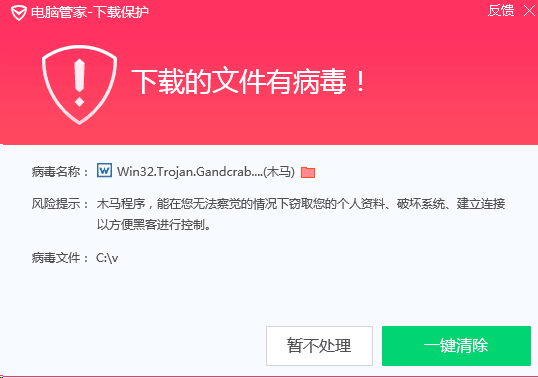 电脑管家-下载保护
反馈
下载的文件有病毒！
病毒名称： W Win32.Trojan.Gandcrab....(木马)
风险提示： 木马程序，能在您无法察觉的情况下窃取您的个人资料、破坏系统、建立连接
以方便黑客进行控制。
病毒文件： C:\v
暂不处理
一键清除